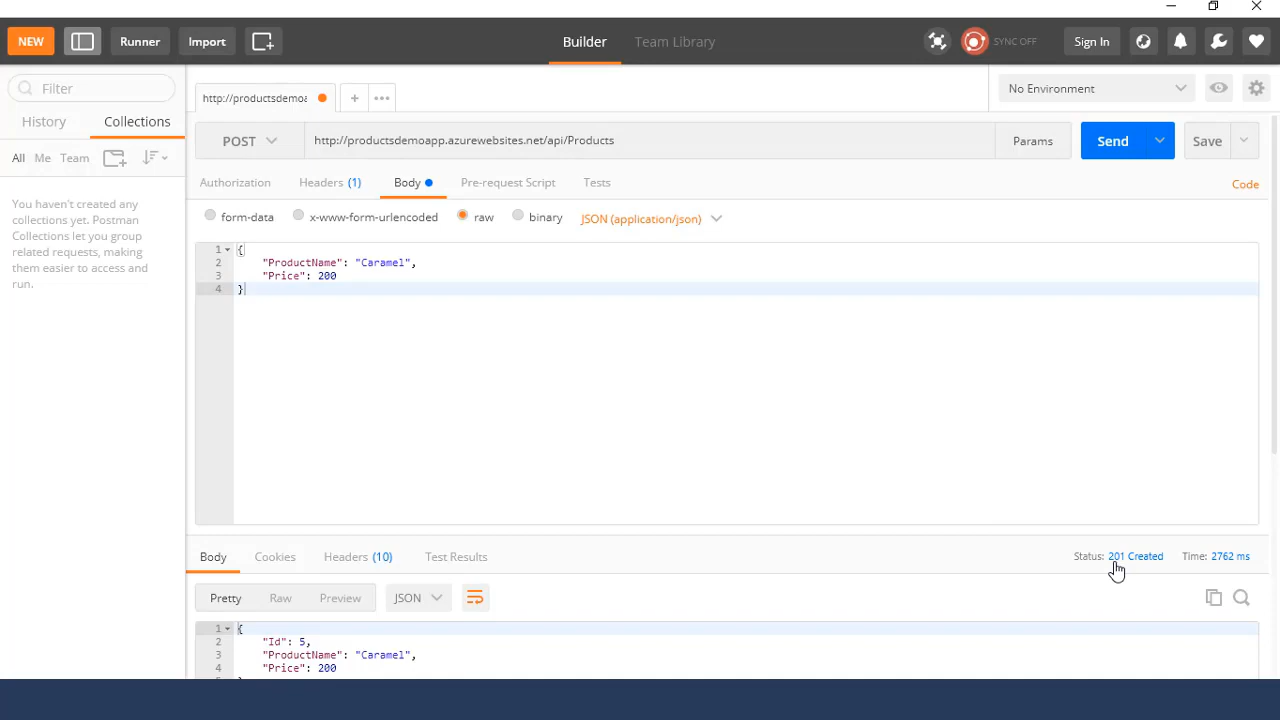 NEW Runner Import Builder Team Library SYNC OFF Sign In
Filter
History Collections
All Me Team
You haven't created any
collections yet. Postman
Collections let you group
related requests, making
them easier to access and
run.
http://productsdemoa + ••• No Environment
POST http://productsdemoapp.azurewebsites.net/api/Products Params Send Save
Authorization Headers (1) Body Pre-request Script Tests Code
form-data x-www-form-urlencoded raw binary JSON (application/json)
1 {
2 "ProductName": "Caramel",
3 "Price": 200
4 }
Body Cookies Headers (10) Test Results Status: 201 Created Time: 2762 ms
Pretty Raw Preview JSON
1 {
2 "Id": 5,
3 "ProductName": "Caramel",
4 "Price": 200